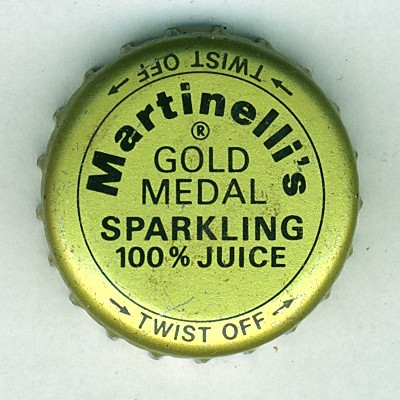 ← TWIST OFF →
Martinelli's
®
GOLD
MEDAL
SPARKLING
100% JUICE
→ TWIST OFF →